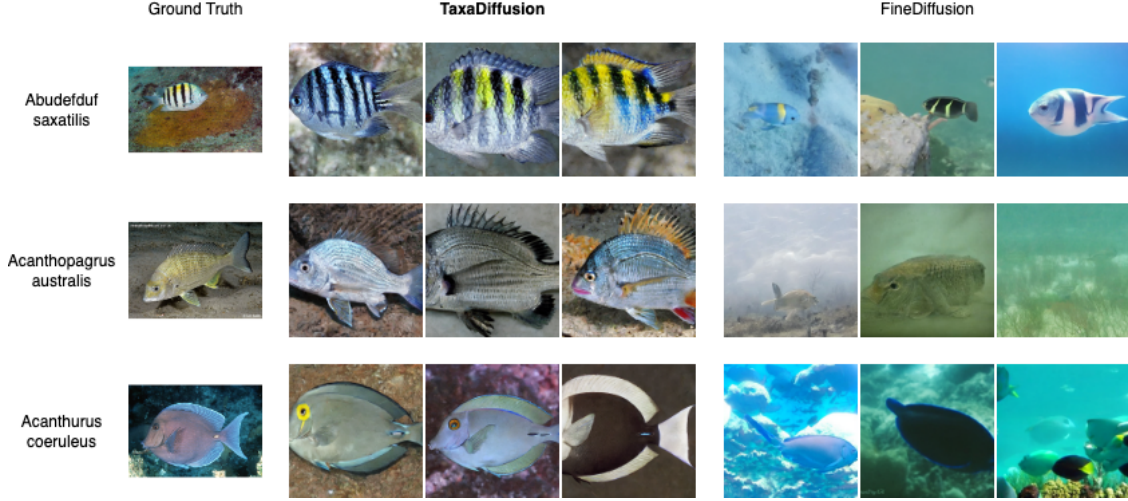 Ground Truth
TaxaDiffusion
FineDiffusion
Abudefduf
saxatilis
Acanthopagrus
australis
Acanthurus
coeruleus